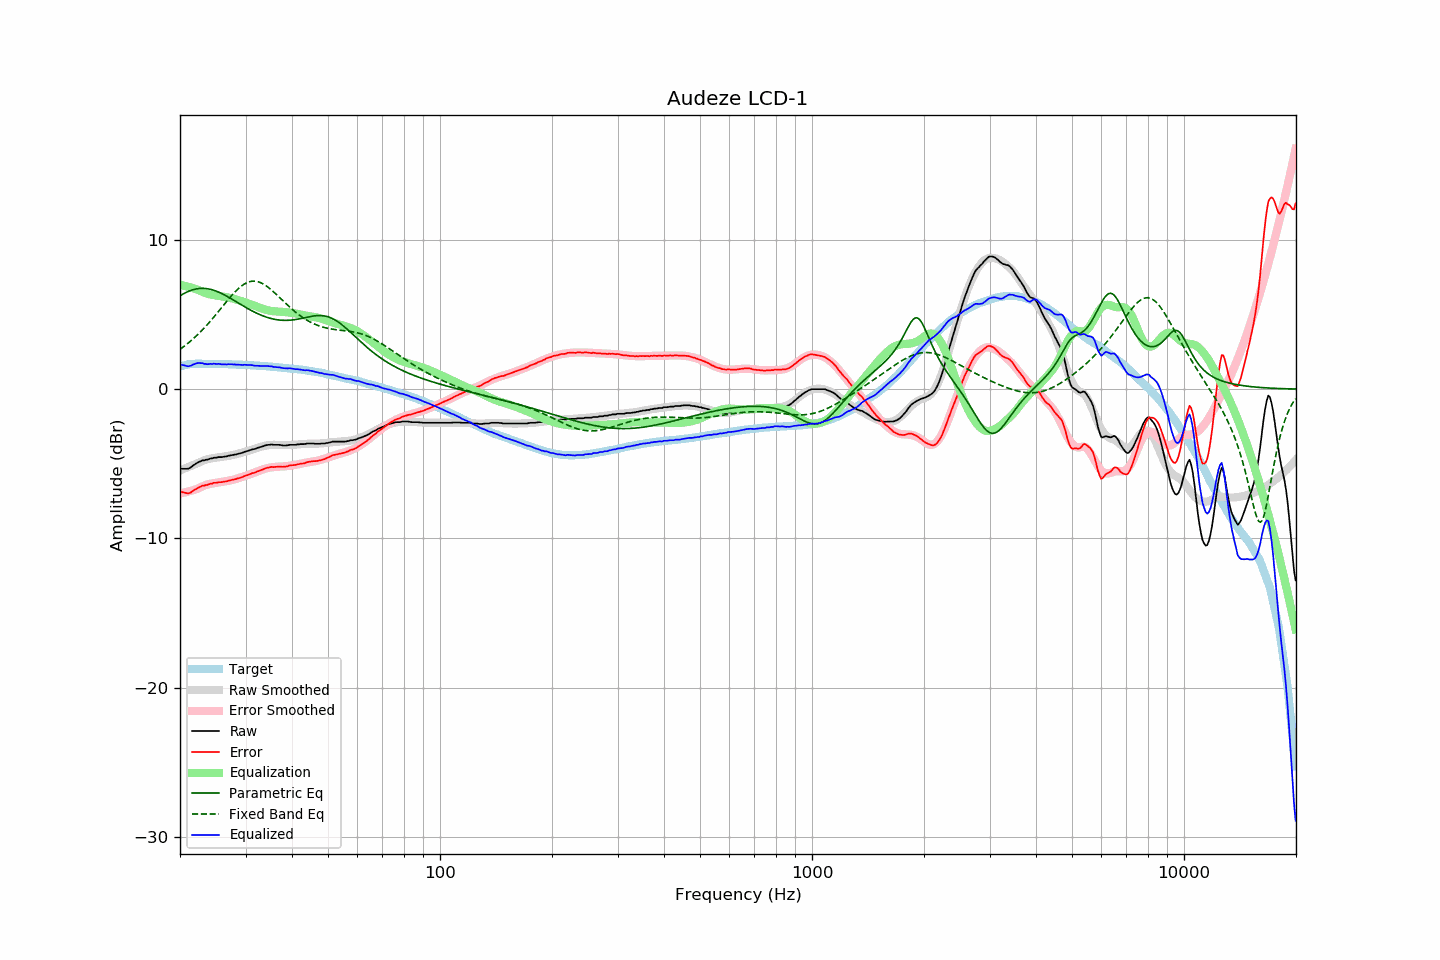 Audeze LCD-1
Amplitude (dBr)
10
0
−10
−20
−30
Target
Raw Smoothed
Error Smoothed
Raw
Error
Equalization
Parametric Eq
Fixed Band Eq
Equalized
100
1000
10000
Frequency (Hz)